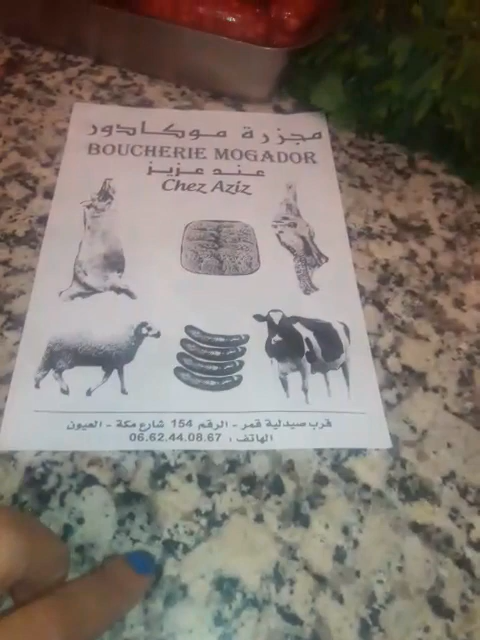 مجزرة موكادور
BOUCHERIE MOGADOR
عند عزيز
Chez Aziz
قرب صيدلية قمر - الرقم 154 شارع مكة - العيون
الهاتف : 06.62.44.08.67